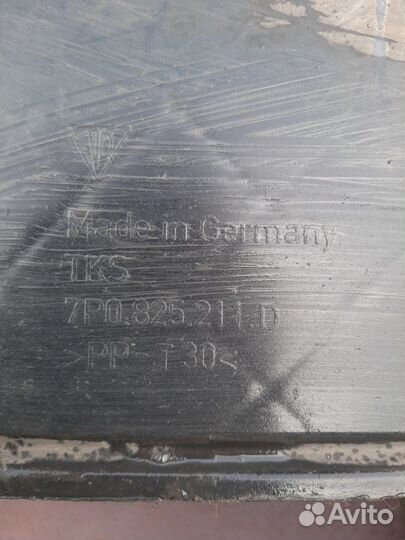 Made in Germany
TKS
7P0.825.211.D
>PP-T30<
Avito